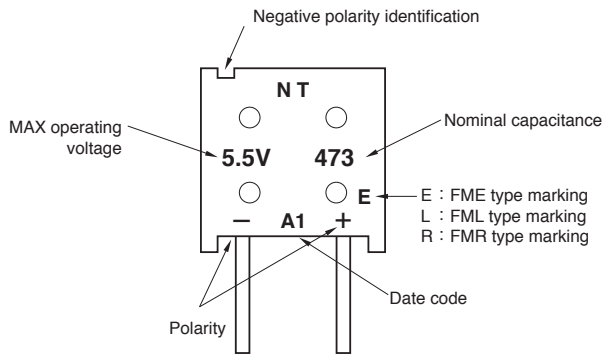 Negative polarity identification
N T
MAX operating
voltage
Nominal capacitance
5.5V 473
E
E : FME type marking
L : FML type marking
R : FMR type marking
− A1 +
Date code
Polarity